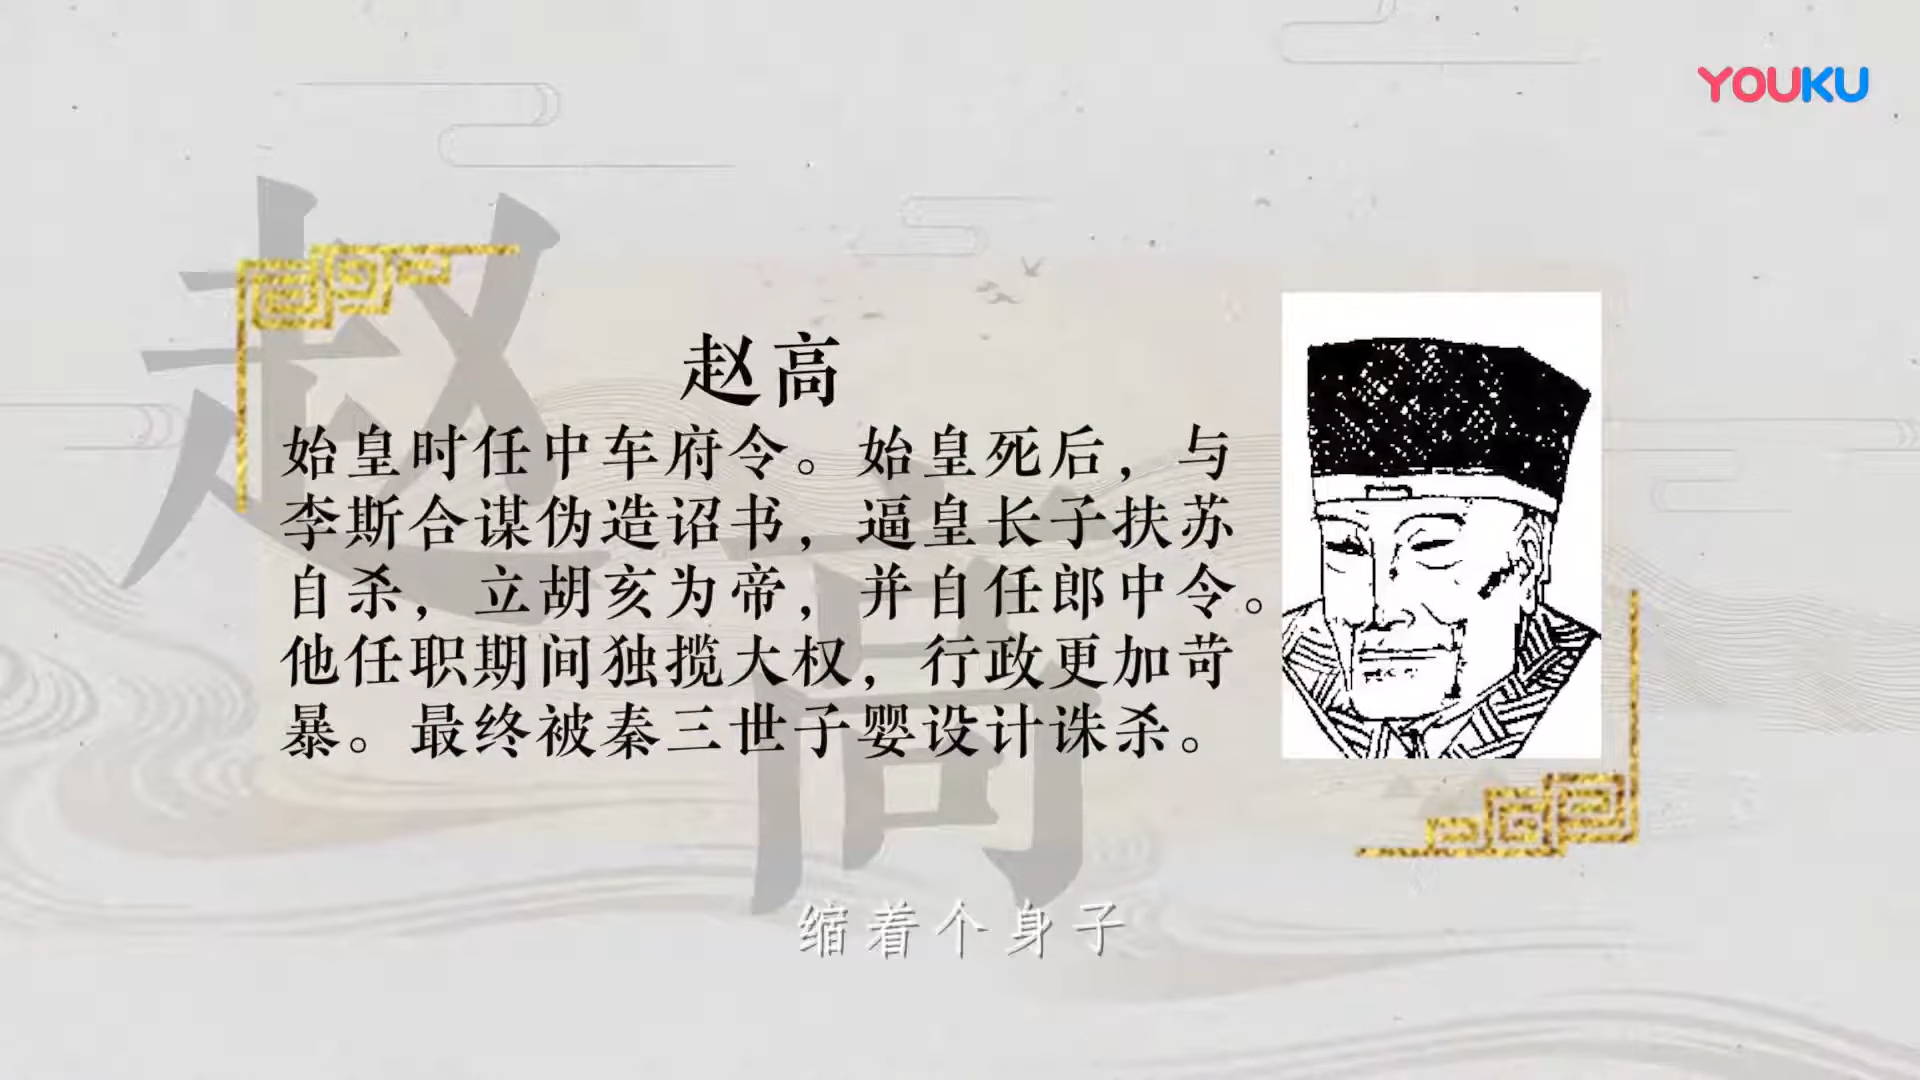 YOUKU
赵高
赵高
始皇时任中车府令。始皇死后，与
李斯合谋伪造诏书，逼皇长子扶苏
自杀，立胡亥为帝，并自任郎中令。
他任职期间独揽大权，行政更加苛
暴。最终被秦三世子婴设计诛杀。
缩着个身子